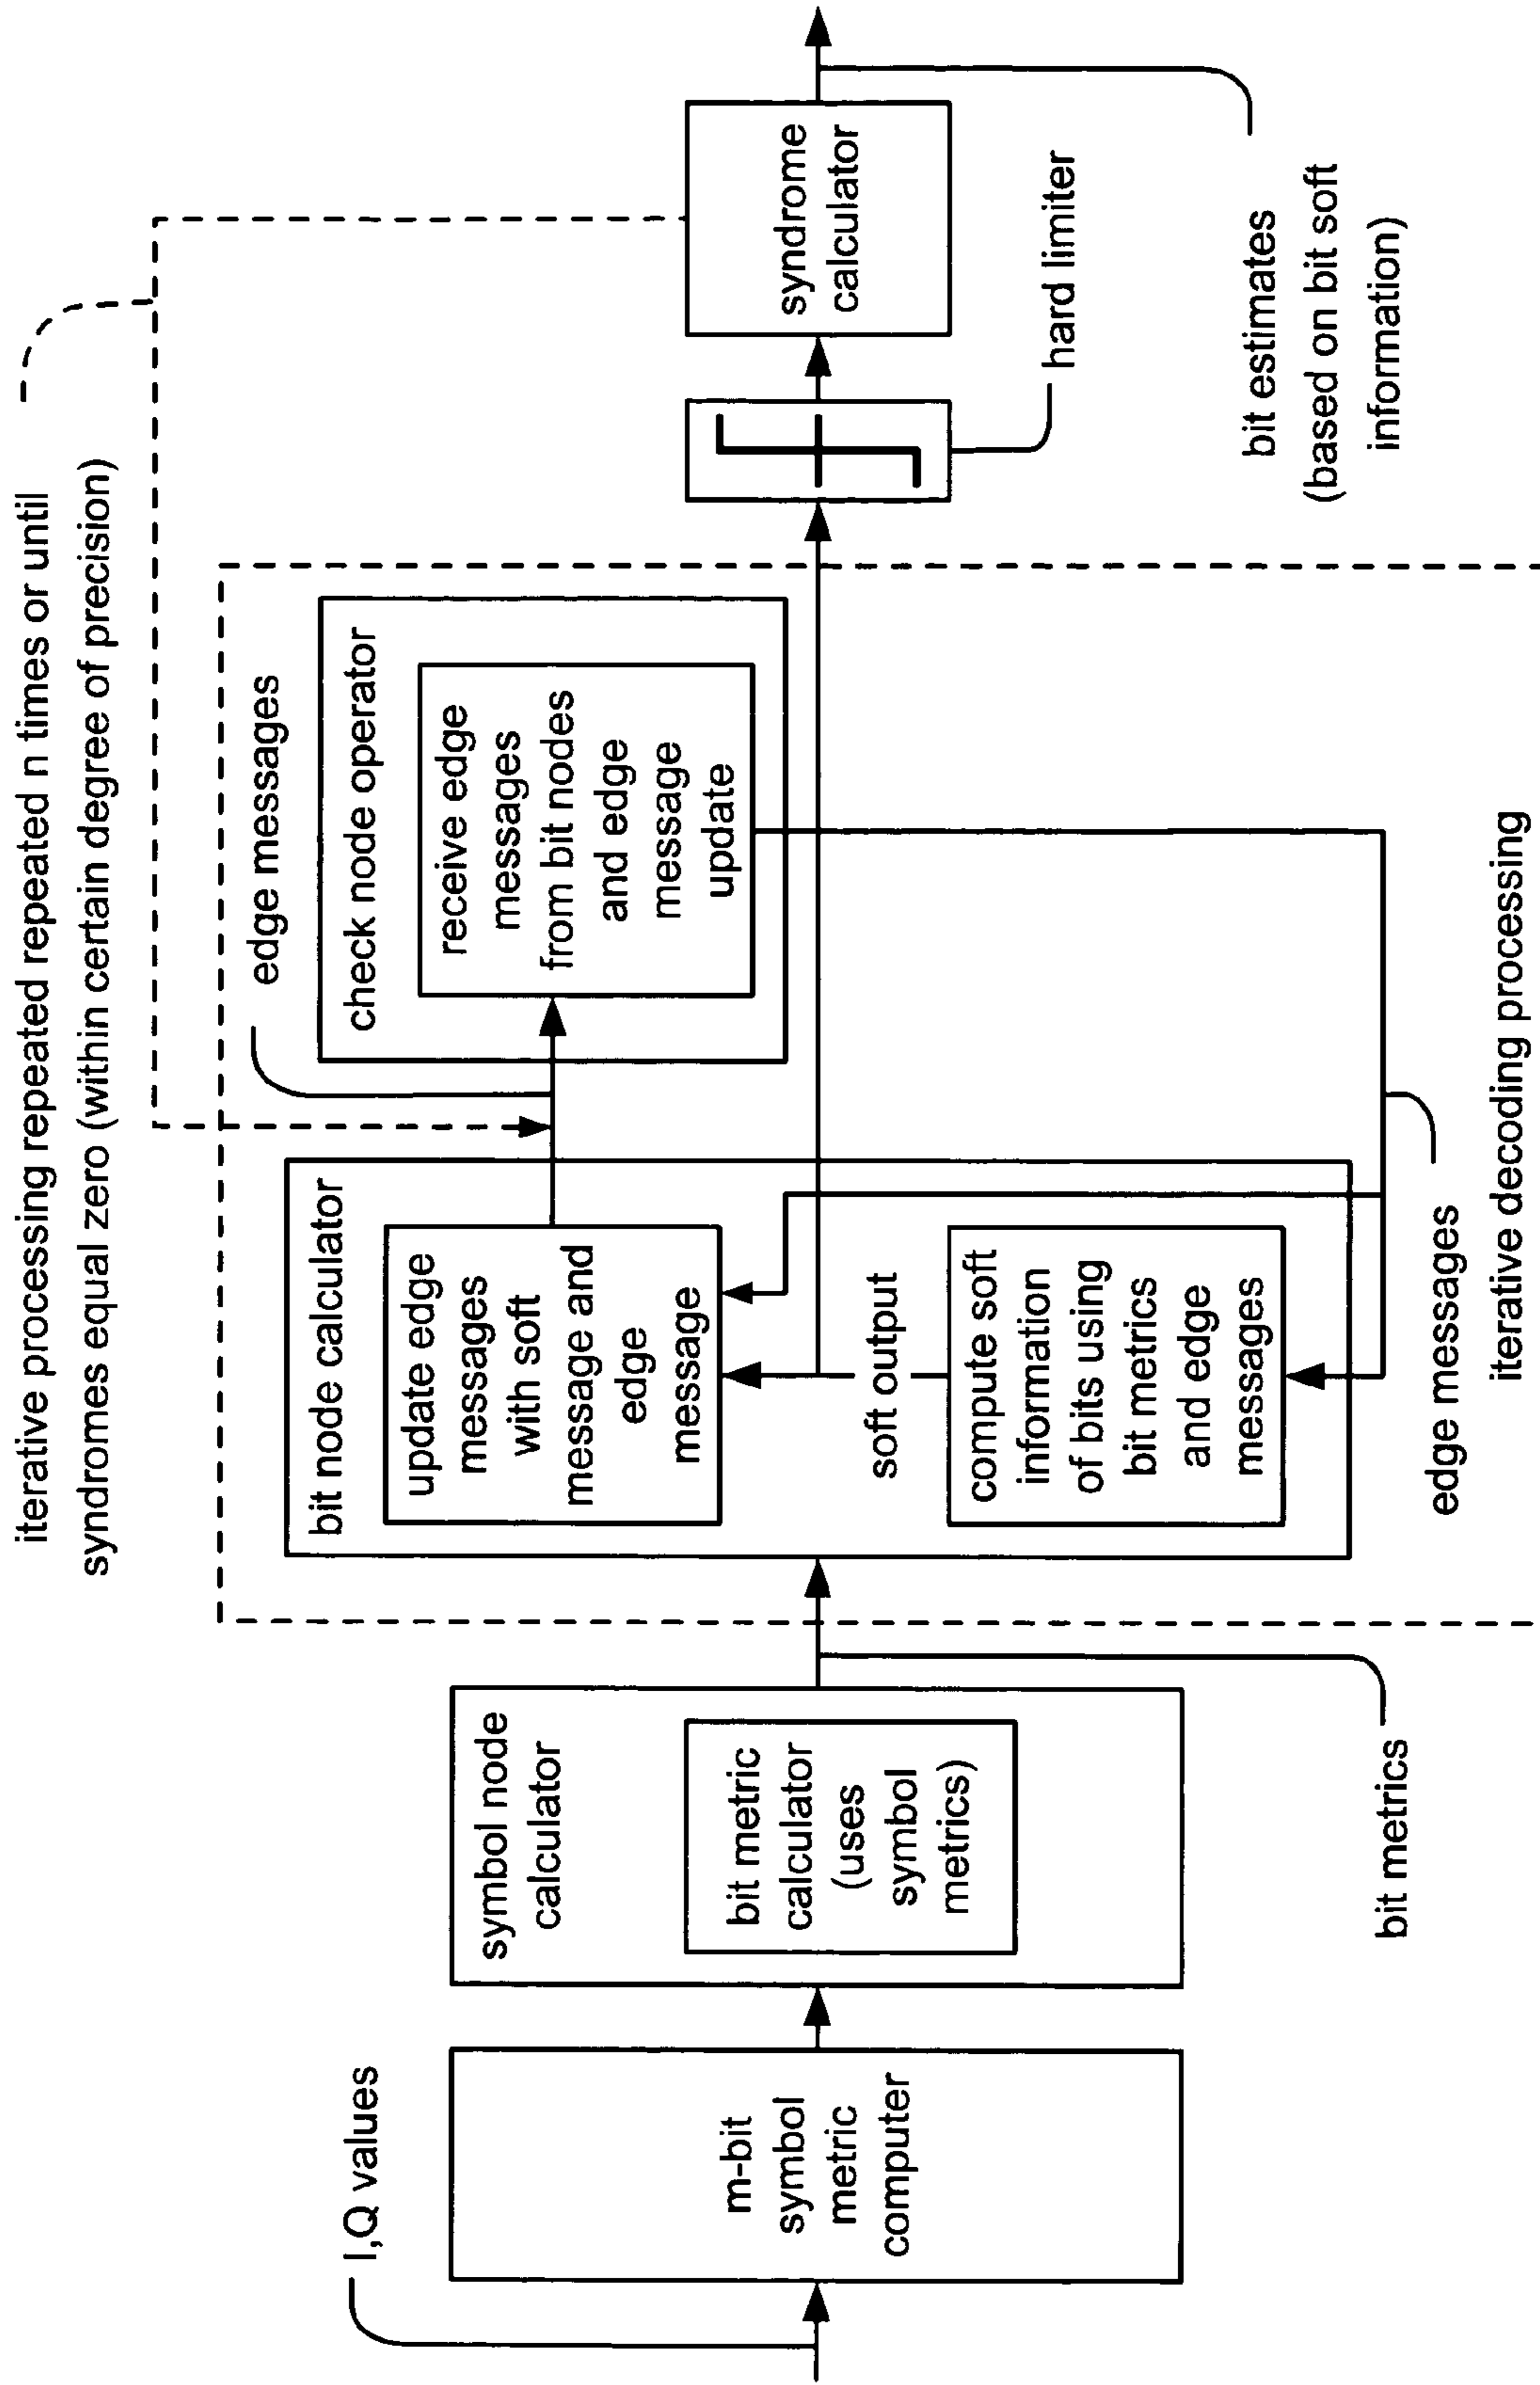 iterative processing repeated repeated n times or until
syndromes equal zero (within certain degree of precision)
I,Q values
m-bit
symbol
metric
computer
symbol node
calculator
bit metric
calculator
(uses
symbol
metrics)
bit metrics
bit node calculator
update edge
messages
with soft
message and
edge
message
soft output
compute soft
information
of bits using
bit metrics
and edge
messages
edge messages
edge messages
check node operator
receive edge
messages
from bit nodes
and edge
message
update
iterative decoding processing
hard limiter
syndrome
calculator
bit estimates
(based on bit soft
information)